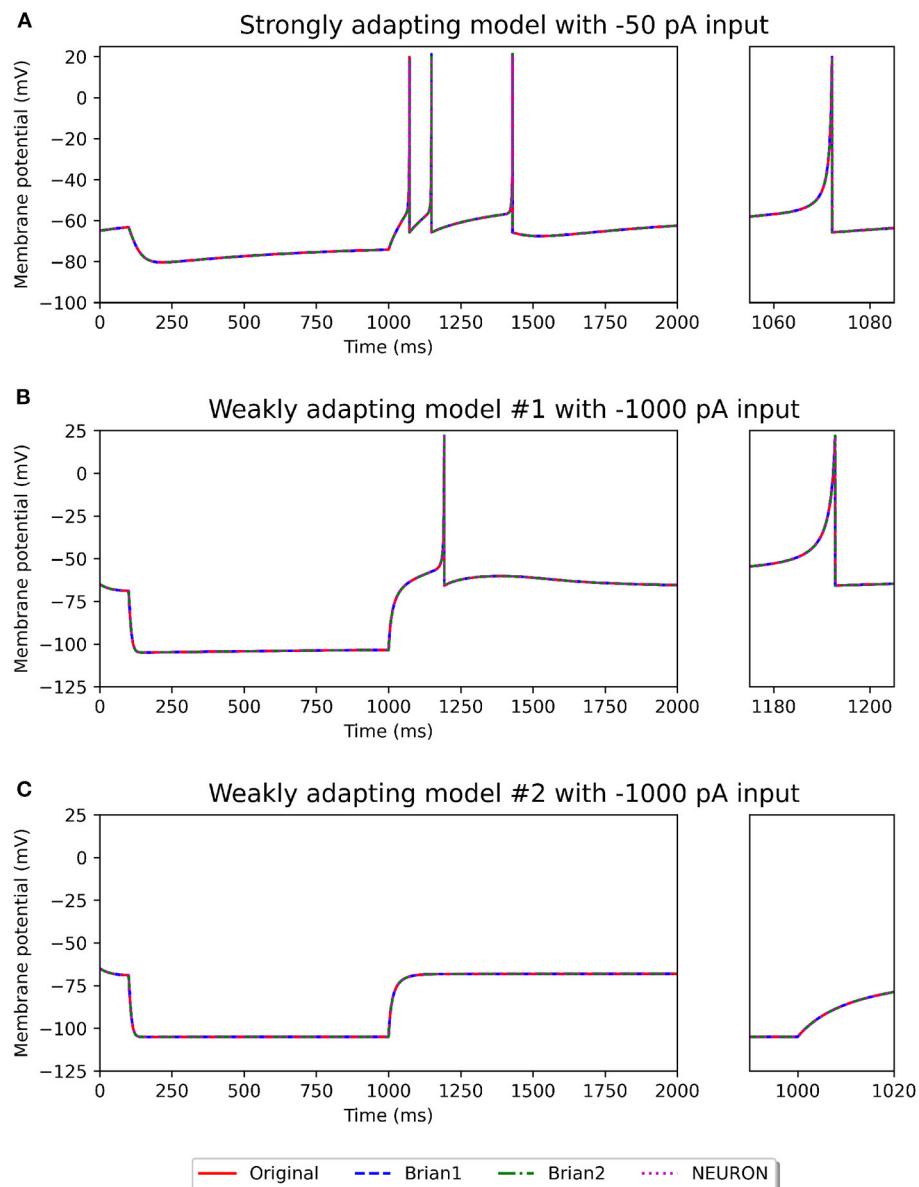 A
Strongly adapting model with -50 pA input
Membrane potential (mV)
20
0
−20
−40
−60
−80
−100
0 250 500 750 1000 1250 1500 1750 2000
Time (ms)
1060 1080
B
Weakly adapting model #1 with -1000 pA input
Membrane potential (mV)
25
0
−25
−50
−75
−100
−125
0 250 500 750 1000 1250 1500 1750 2000
Time (ms)
1180 1200
C
Weakly adapting model #2 with -1000 pA input
Membrane potential (mV)
25
0
−25
−50
−75
−100
−125
0 250 500 750 1000 1250 1500 1750 2000
Time (ms)
1000 1020
Original Brian1 Brian2 NEURON